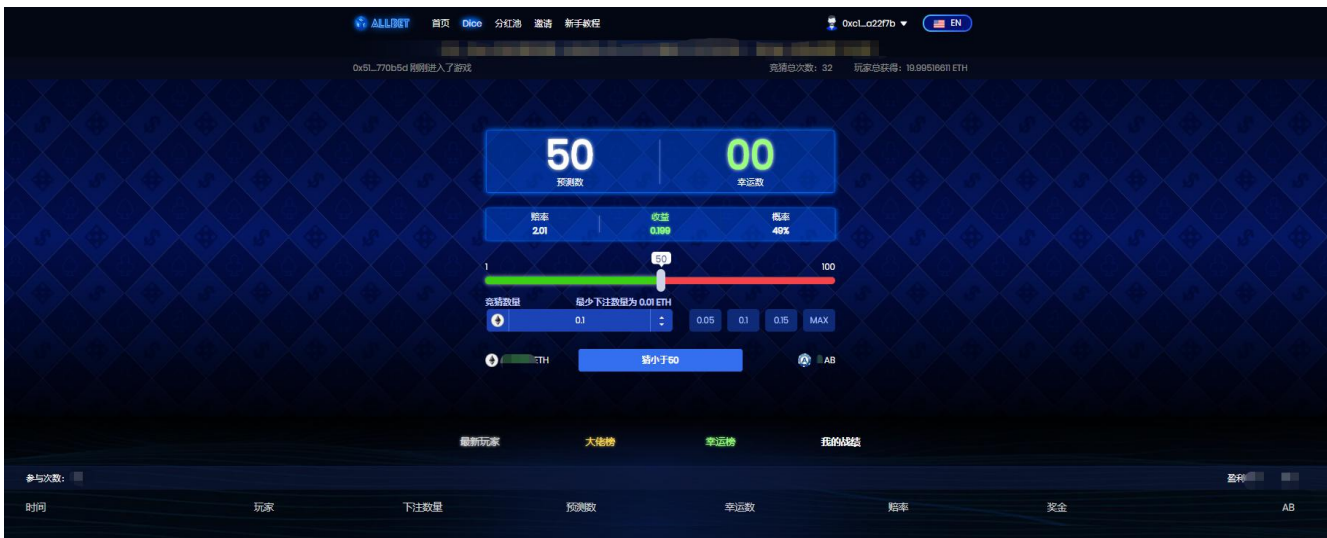 ALLBET 首页 Dice 分红池 邀请 新手教程 0xc1_a22f7b EN
0x51_770b5d 刚刚进入了游戏 竞猜总次数: 32 玩家总获得: 19.99516611 ETH
50 00
预测数 幸运数
赔率 收益 概率
2.01 0.199 49%
50
1 100
竞猜数量 最少下注数量为 0.01 ETH
0.1 0.05 0.1 0.15 MAX
ETH 猜小于50 AB
最新玩家 大佬榜 幸运榜 我的战绩
参与次数: 盈利
时间 玩家 下注数量 预测数 幸运数 赔率 奖金 AB